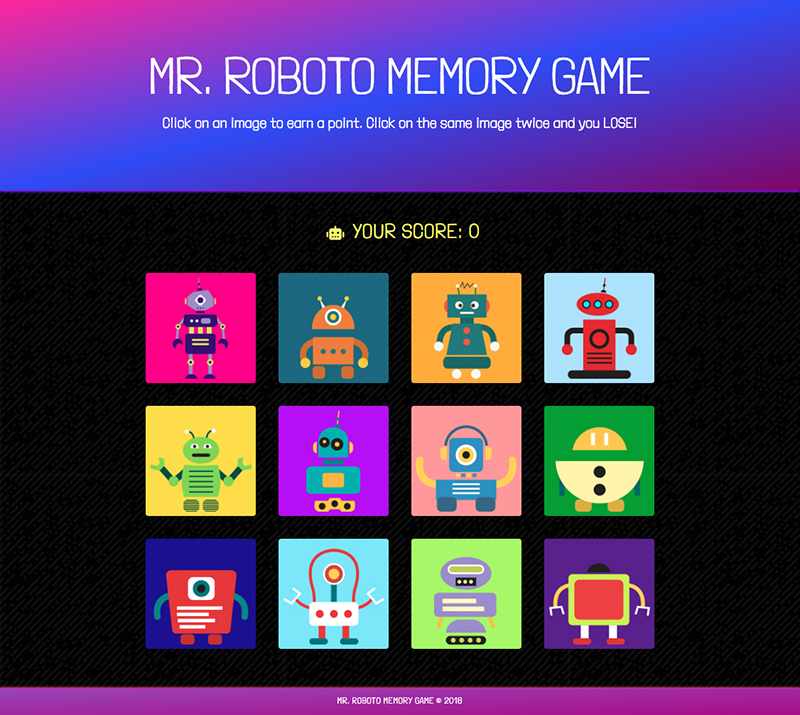 MR. ROBOTO MEMORY GAME
Click on an image to earn a point. Click on the same image twice and you LOSE!
YOUR SCORE: 0
MR. ROBOTO MEMORY GAME © 2018